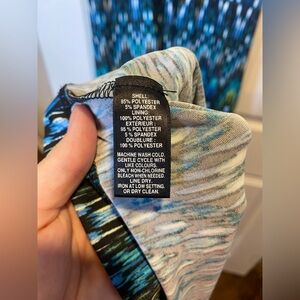 SHELL:
95% POLYESTER
5% SPANDEX
LINING:
100% POLYESTER
EXTERIEUR :
95 % POLYESTER
5 % SPANDEX
DOUBLURE :
100 % POLYESTER
MACHINE WASH COLD.
GENTLE CYCLE WITH
LIKE COLOURS.
ONLY NON-CHLORINE
BLEACH WHEN NEEDED.
LINE DRY.
IRON AT LOW SETTING.
OR DRY CLEAN.